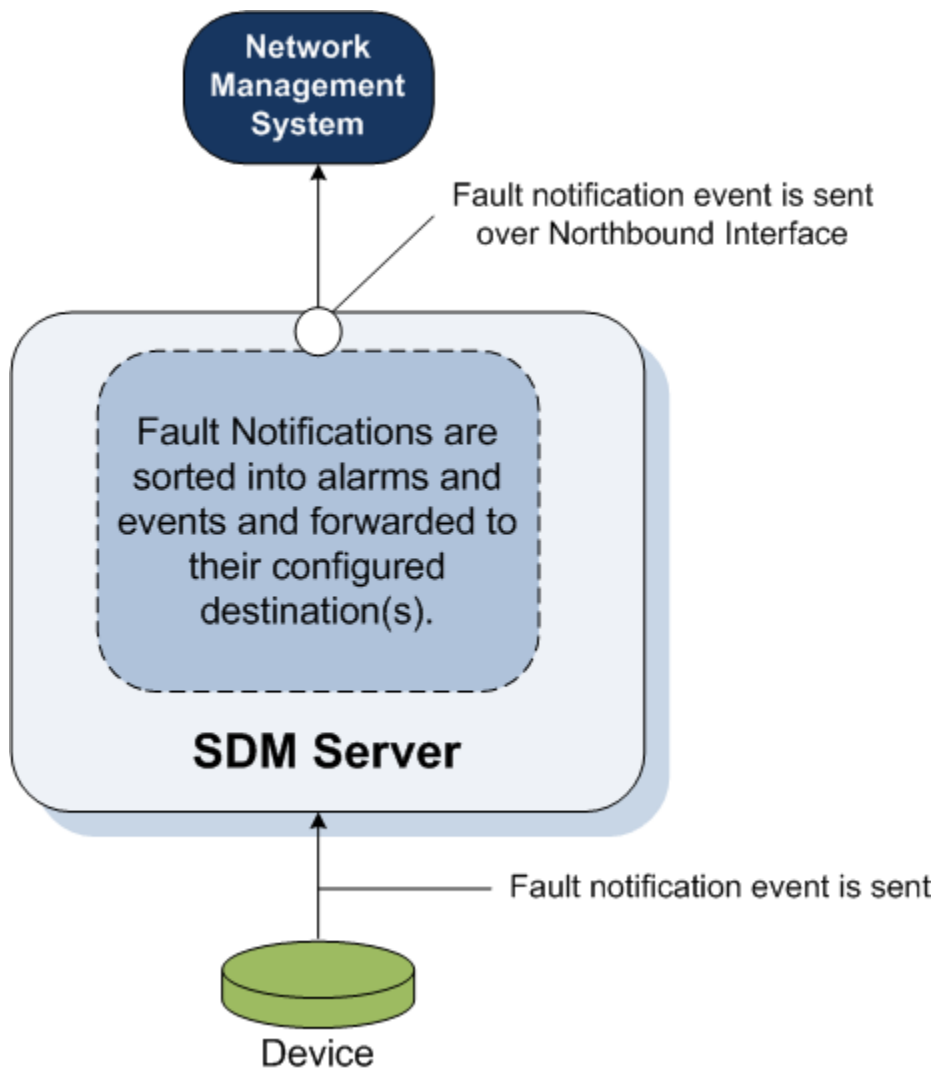 Network
Management
System
Fault notification event is sent
over Northbound Interface
Fault Notifications are
sorted into alarms and
events and forwarded to
their configured
destination(s).
SDM Server
Fault notification event is sent
Device